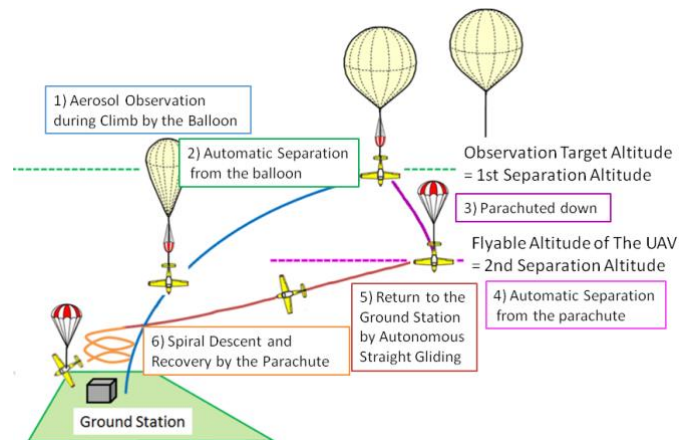 1) Aerosol Observation
during Climb by the Balloon
2) Automatic Separation
from the balloon
Observation Target Altitude
= 1st Separation Altitude
3) Parachuted down
Flyable Altitude of The UAV
= 2nd Separation Altitude
4) Automatic Separation
from the parachute
5) Return to the
Ground Station
by Autonomous
Straight Gliding
6) Spiral Descent and
Recovery by the Parachute
Ground Station